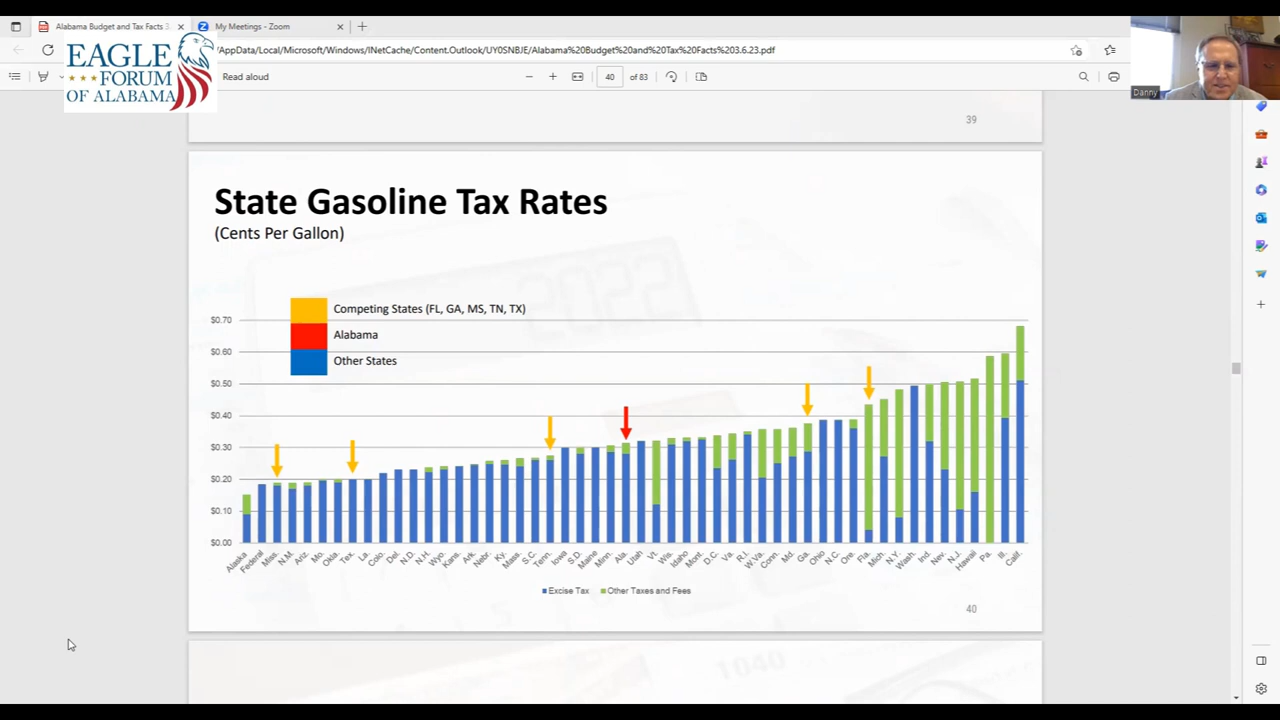 Alabama Budget and Tax Facts 3
My Meetings - Zoom
/AppData/Local/Microsoft/Windows/INetCache/Content.Outlook/UY0SNBJE/Alabama%20Budget%20and%20Tax%20Facts%203.6.23.pdf
EAGLE
FORUM
OF ALABAMA
Read aloud
40 of 83
Danny
39
State Gasoline Tax Rates
(Cents Per Gallon)
2022
Competing States (FL, GA, MS, TN, TX)
Alabama
Other States
$0.70
$0.60
$0.50
$0.40
$0.30
$0.20
$0.10
$0.00
Alaska Federal Miss. N.M. Ariz. Mo. Okla. Tex. La. Colo. Del. N.D. N.H. Wyo. Kans. Ark. Nebr. Ky. Mass. S.C. Tenn. Iowa S.D. Maine Minn. Ala. Utah Vt. Wis. Idaho Mont. D.C. Va. R.I. W.Va. Conn. Md. Ga. Ohio N.C. Ore. Fla. Mich. N.Y. Wash. Ind. Nev. N.J. Hawaii Pa. Ill. Calif.
Excise Tax Other Taxes and Fees
40
1040